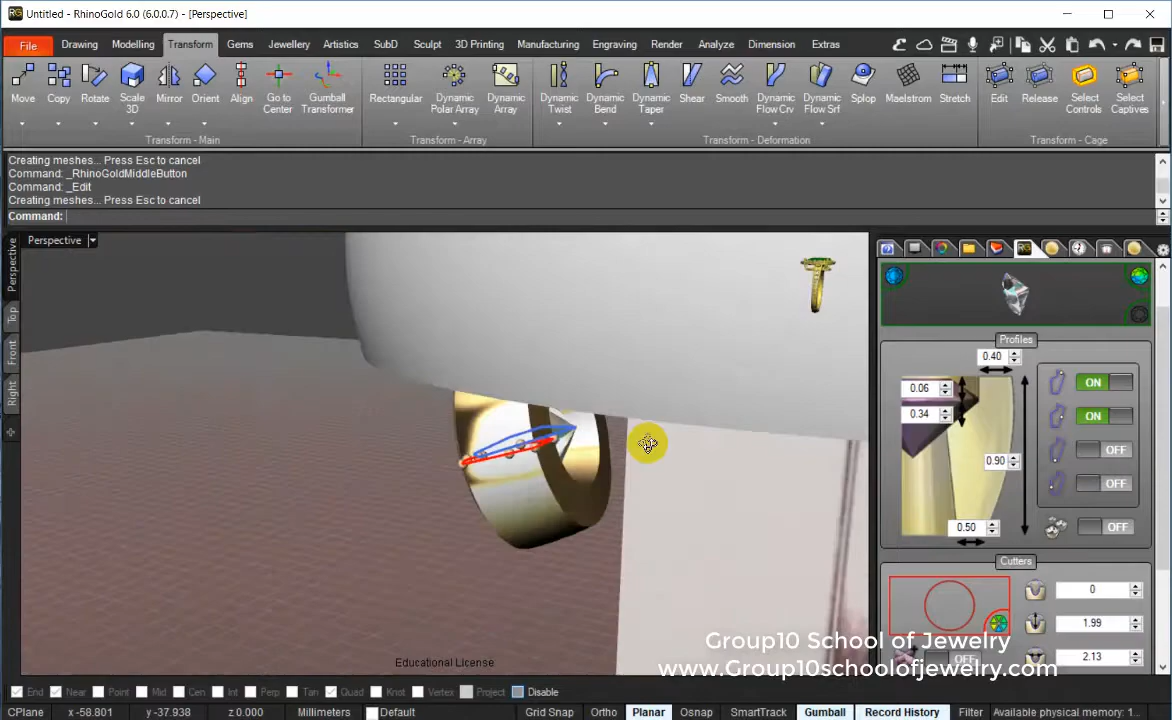 Untitled - RhinoGold 6.0 (6.0.0.7) - [Perspective]
File Drawing Modelling Transform Gems Jewellery Artistics SubD Sculpt 3D Printing Manufacturing Engraving Render Analyze Dimension Extras
Move Copy Rotate Scale 3D Mirror Orient Align Go to Center Gumball Transformer Rectangular Dynamic Polar Array Dynamic Array Dynamic Twist Dynamic Bend Dynamic Taper Shear Smooth Dynamic Flow Crv Dynamic Flow Srf Splop Maelstrom Stretch Edit Release Select Controls Select Captives
Transform - Main Transform - Array Transform - Deformation Transform - Cage
Creating meshes... Press Esc to cancel
Command: _RhinoGoldMiddleButton
Command: _Edit
Creating meshes... Press Esc to cancel
Command:
Perspective
Perspective
Top
Front
Right
Profiles
0.40
0.06
ON
0.34
ON
OFF
0.90
OFF
0.50
OFF
Cutters
0
1.99
OFF
2.13
Group10 School of Jewelry
www.Group10schoolofjewelry.com
Educational License
End Near Point Mid Cen Int Perp Tan Quad Knot Vertex Project Disable
CPlane x -58.801 y -37.938 z 0.000 Millimeters Default Grid Snap Ortho Planar Osnap SmartTrack Gumball Record History Filter Available physical memory: 1...